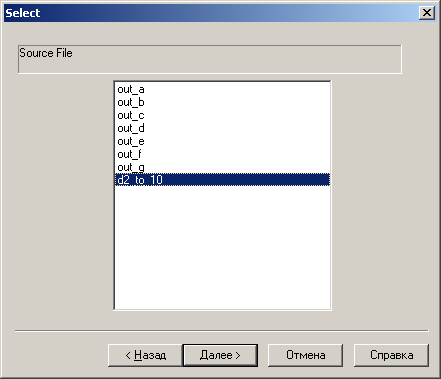 Select
Source File
out_a
out_b
out_c
out_d
out_e
out_f
out_g
d2_to_10
< Назад
Далее >
Отмена
Справка